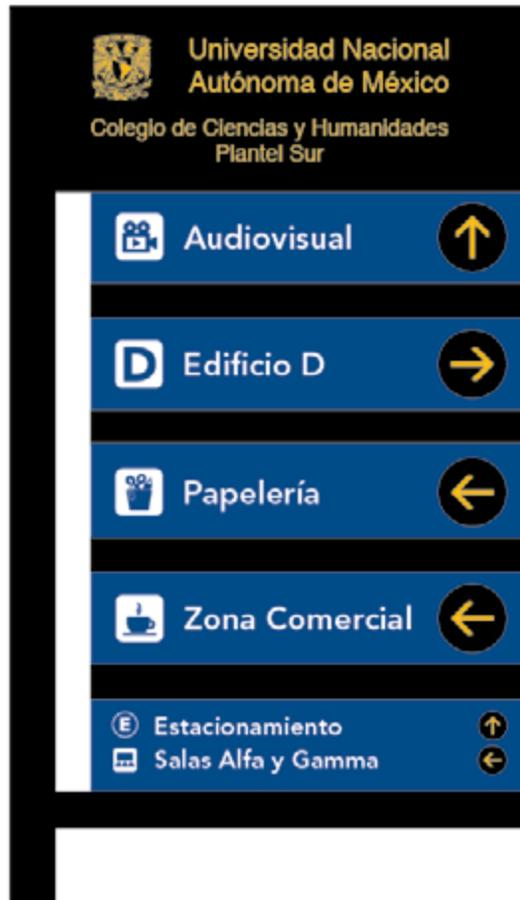 Universidad Nacional
Autónoma de México
Colegio de Ciencias y Humanidades
Plantel Sur
Audiovisual
D Edificio D
Papelería
Zona Comercial
E Estacionamiento
Salas Alfa y Gamma